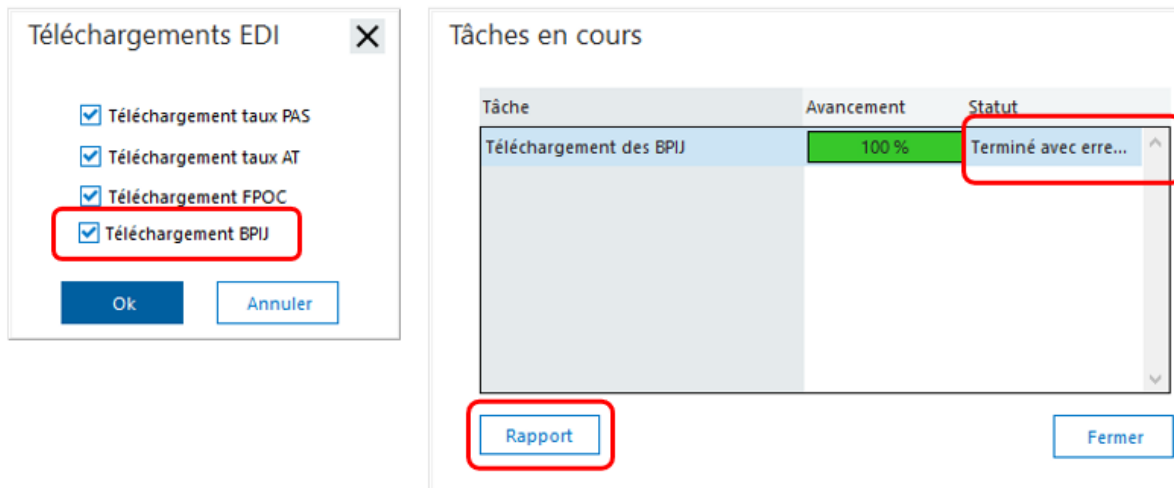 Téléchargements EDI
Téléchargement taux PAS
Téléchargement taux AT
Téléchargement FPOC
Téléchargement BPIJ
Ok
Annuler
Tâches en cours
Tâche Avancement Statut
Téléchargement des BPIJ 100 % Terminé avec erre...
Rapport
Fermer